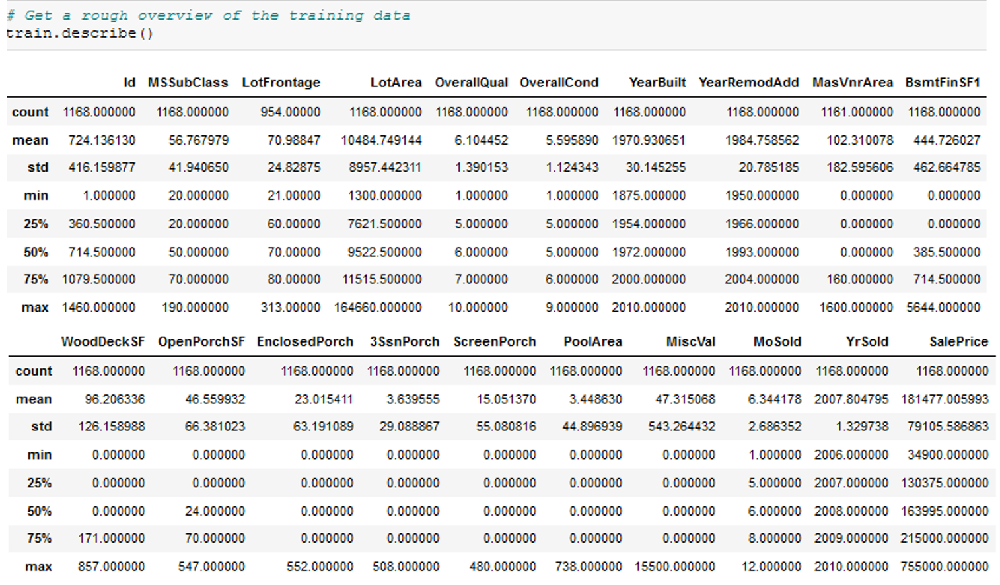 # Get a rough overview of the training data
train.describe()
Id MSSubClass LotFrontage LotArea OverallQual OverallCond YearBuilt YearRemodAdd MasVnrArea BsmtFinSF1
count 1168.000000 1168.000000 954.00000 1168.000000 1168.000000 1168.000000 1168.000000 1168.000000 1161.000000 1168.000000
mean 724.136130 56.767979 70.98847 10484.749144 6.104452 5.595890 1970.930651 1984.758562 102.310078 444.726027
std 416.159877 41.940650 24.82875 8957.442311 1.390153 1.124343 30.145255 20.785185 182.595606 462.664785
min 1.000000 20.000000 21.00000 1300.000000 1.000000 1.000000 1875.000000 1950.000000 0.000000 0.000000
25% 360.500000 20.000000 60.00000 7621.500000 5.000000 5.000000 1954.000000 1966.000000 0.000000 0.000000
50% 714.500000 50.000000 70.00000 9522.500000 6.000000 5.000000 1972.000000 1993.000000 0.000000 385.500000
75% 1079.500000 70.000000 80.00000 11515.500000 7.000000 6.000000 2000.000000 2004.000000 160.000000 714.500000
max 1460.000000 190.000000 313.00000 164660.000000 10.000000 9.000000 2010.000000 2010.000000 1600.000000 5644.000000
WoodDeckSF OpenPorchSF EnclosedPorch 3SsnPorch ScreenPorch PoolArea MiscVal MoSold YrSold SalePrice
count 1168.000000 1168.000000 1168.000000 1168.000000 1168.000000 1168.000000 1168.000000 1168.000000 1168.000000 1168.000000
mean 96.206336 46.559932 23.015411 3.639555 15.051370 3.448630 47.315068 6.344178 2007.804795 181477.005993
std 126.158988 66.381023 63.191089 29.088867 55.080816 44.896939 543.264432 2.686352 1.329738 79105.586863
min 0.000000 0.000000 0.000000 0.000000 0.000000 0.000000 0.000000 1.000000 2006.000000 34900.000000
25% 0.000000 0.000000 0.000000 0.000000 0.000000 0.000000 0.000000 5.000000 2007.000000 130375.000000
50% 0.000000 24.000000 0.000000 0.000000 0.000000 0.000000 0.000000 6.000000 2008.000000 163995.000000
75% 171.000000 70.000000 0.000000 0.000000 0.000000 0.000000 0.000000 8.000000 2009.000000 215000.000000
max 857.000000 547.000000 552.000000 508.000000 480.000000 738.000000 15500.000000 12.000000 2010.000000 755000.000000